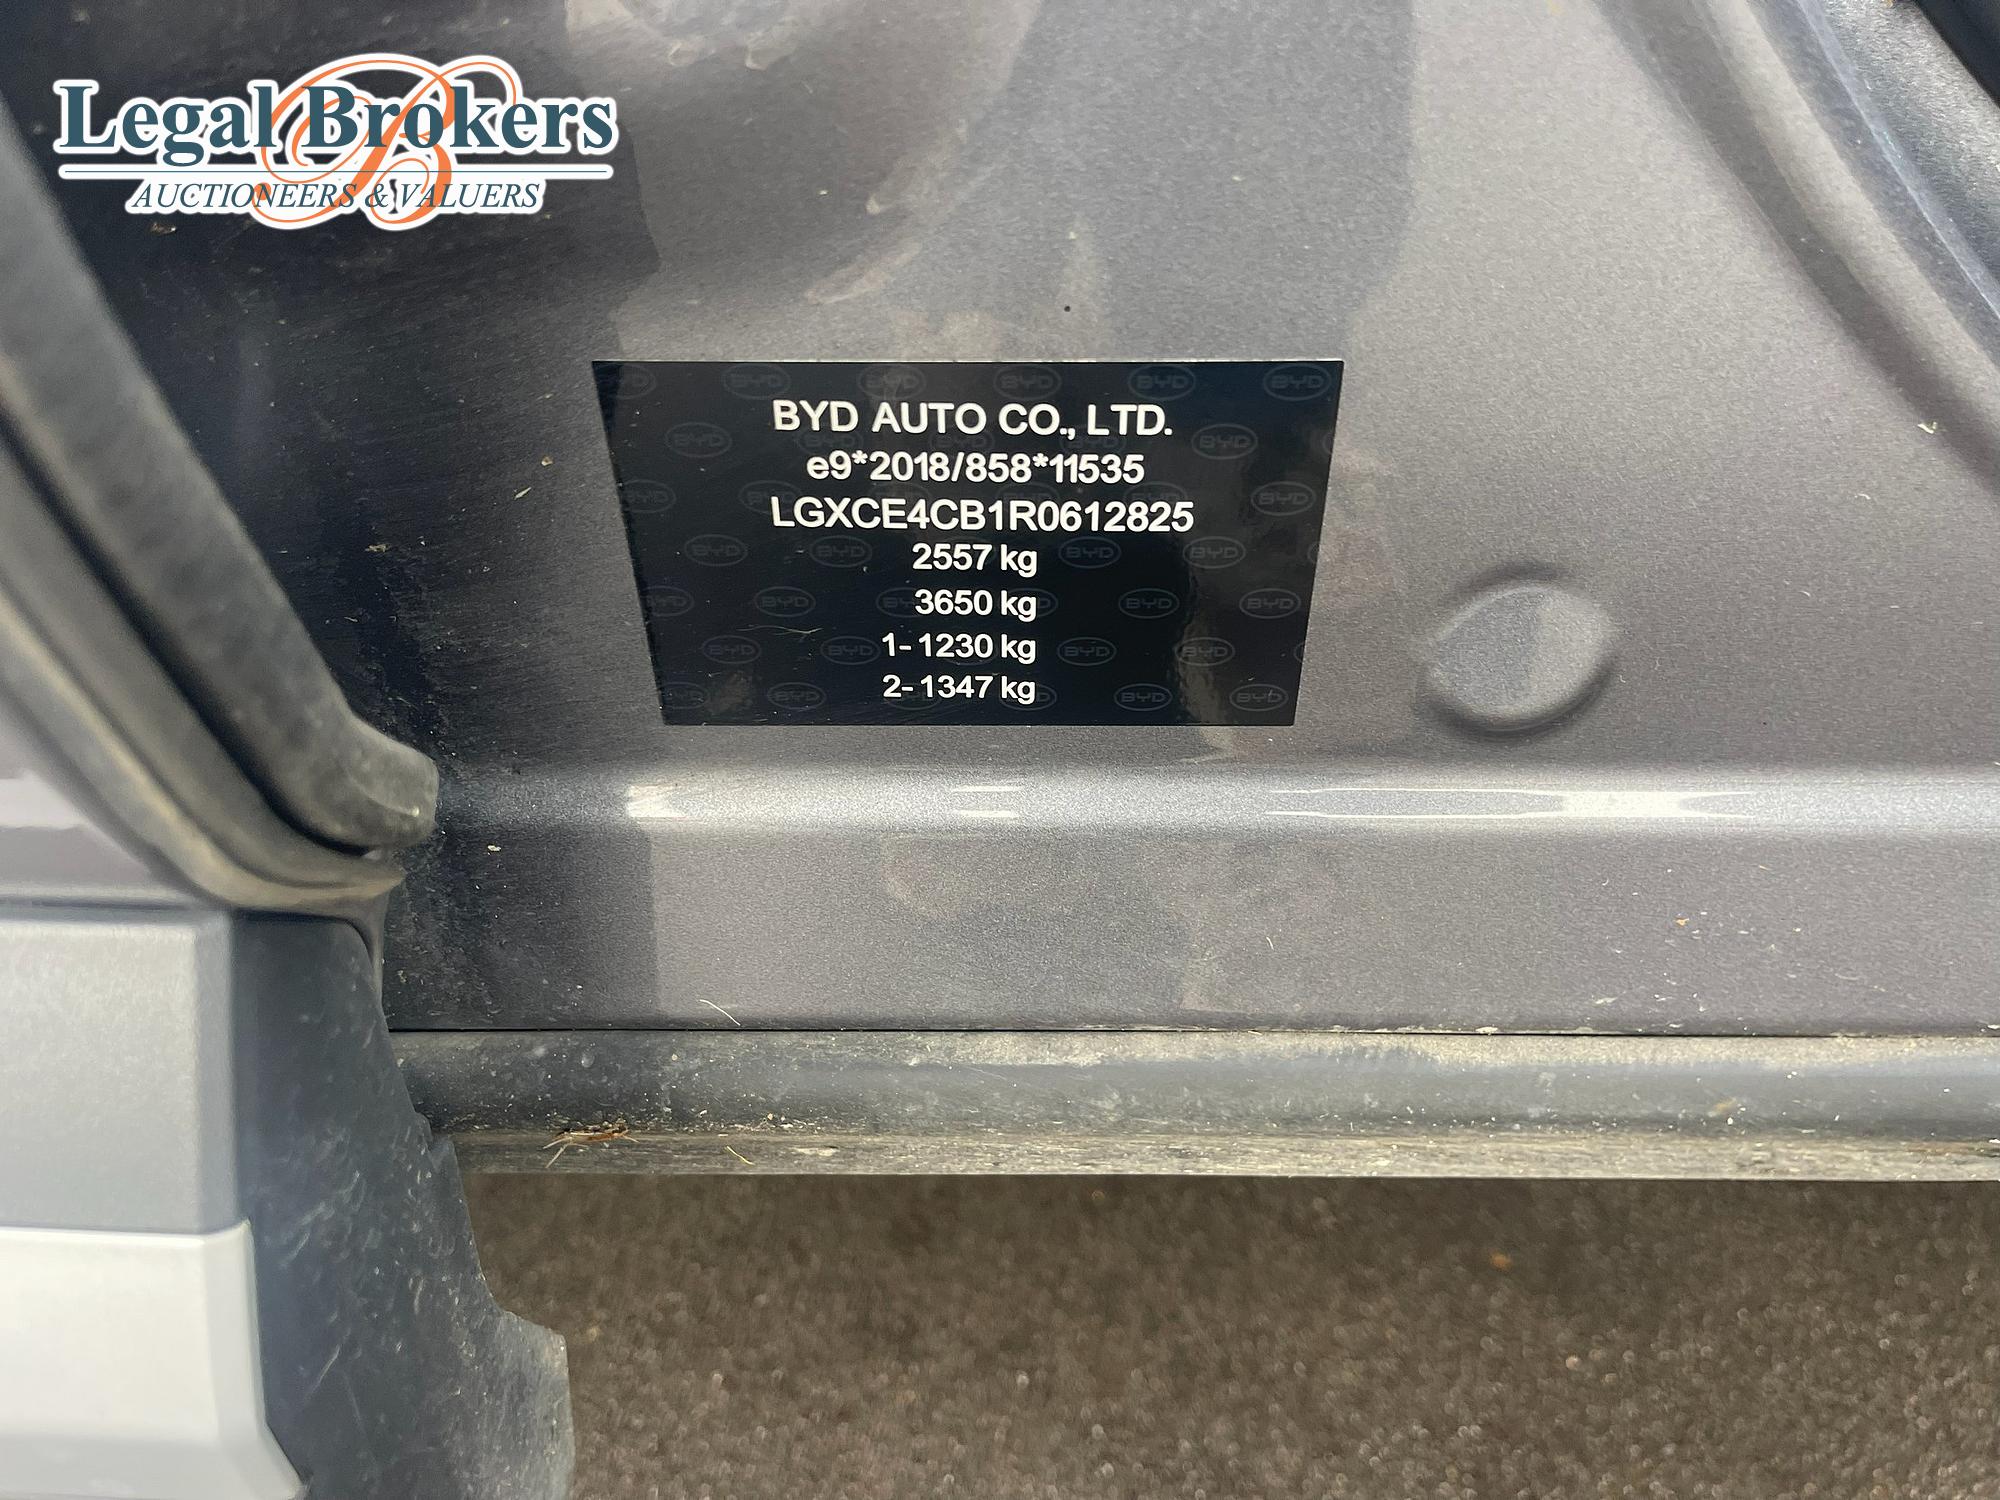 Legal Brokers
AUCTIONEERS & VALUERS
BYD AUTO CO., LTD.
e9*2018/858*11535
LGXCE4CB1R0612825
2557 kg
3650 kg
1- 1230 kg
2- 1347 kg